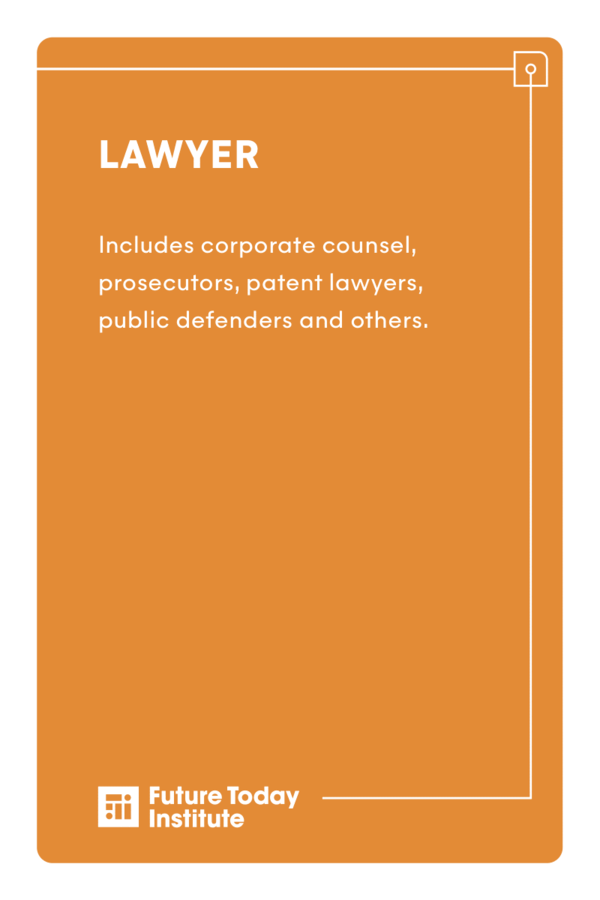 LAWYER
Includes corporate counsel,
prosecutors, patent lawyers,
public defenders and others.
Future Today
Institute